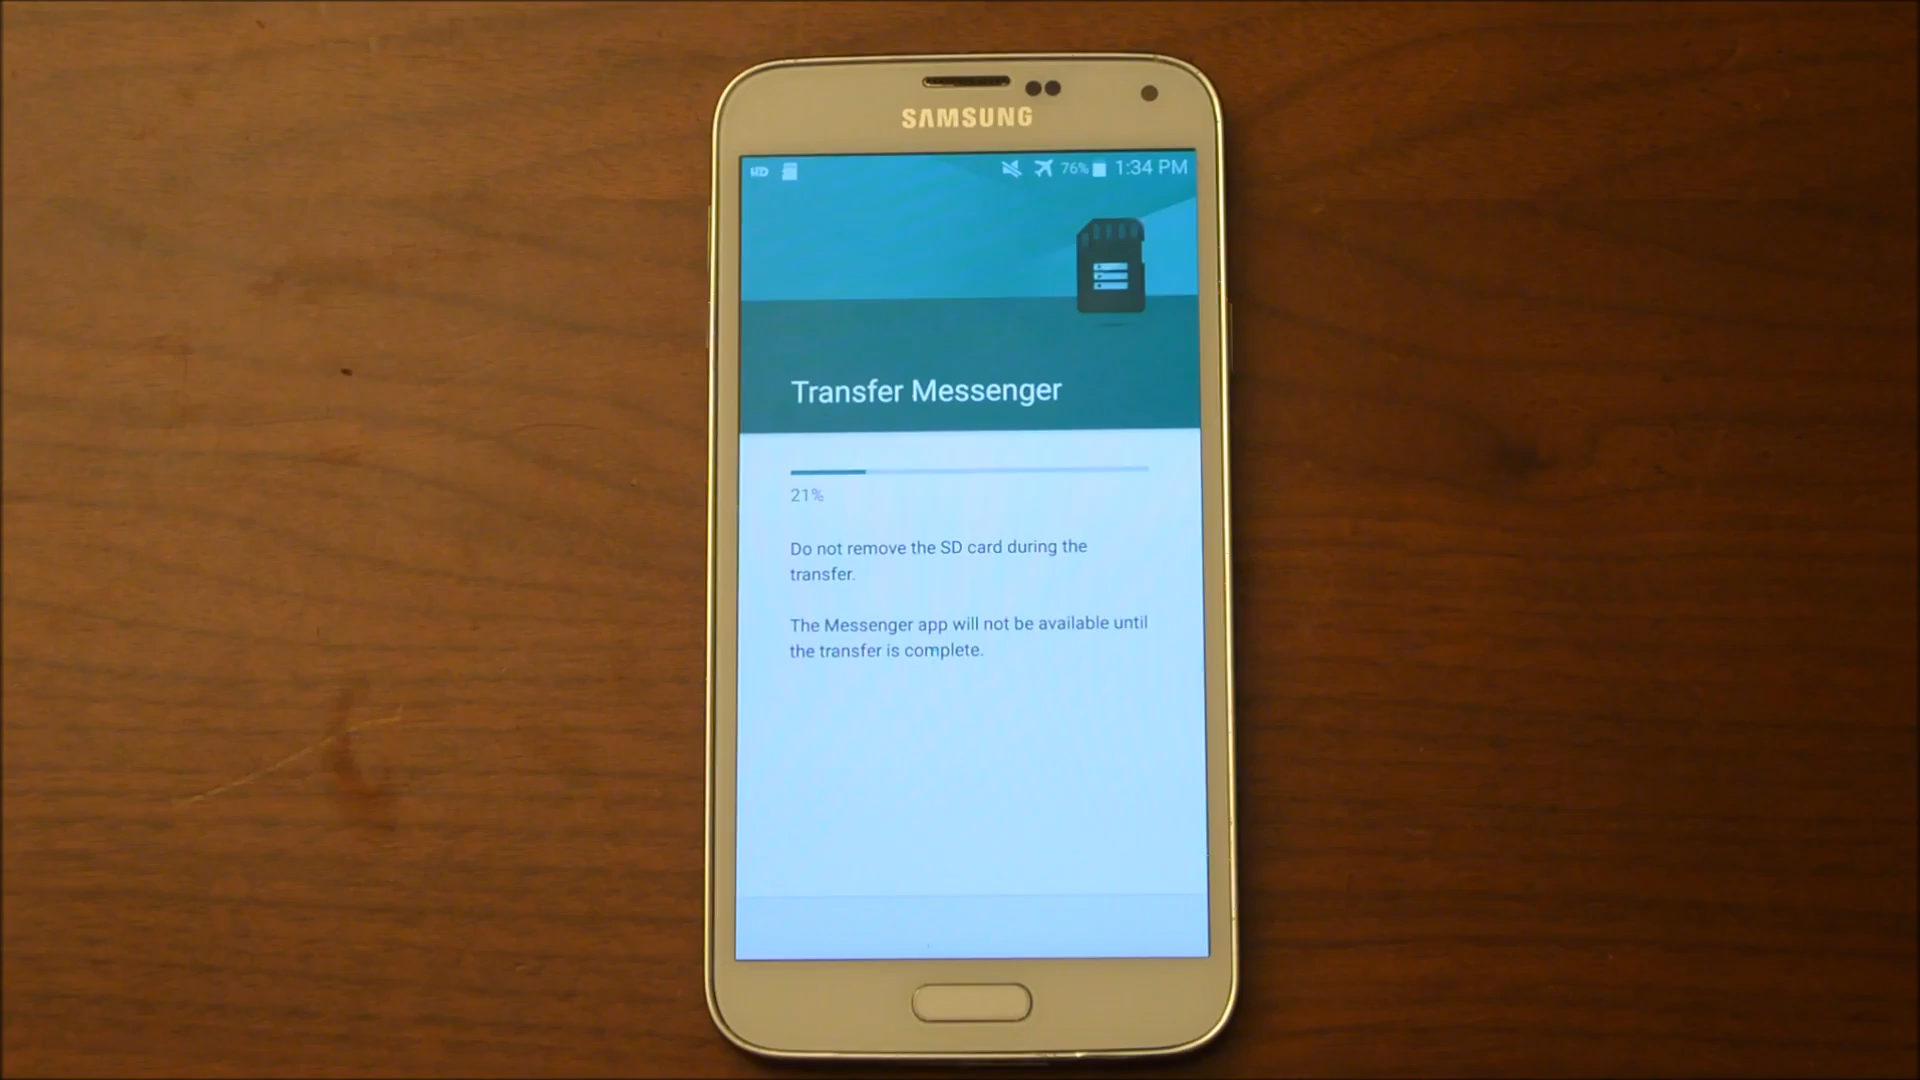 SAMSUNG
76% 1:34 PM
Transfer Messenger
21%
Do not remove the SD card during the
transfer.
The Messenger app will not be available until
the transfer is complete.